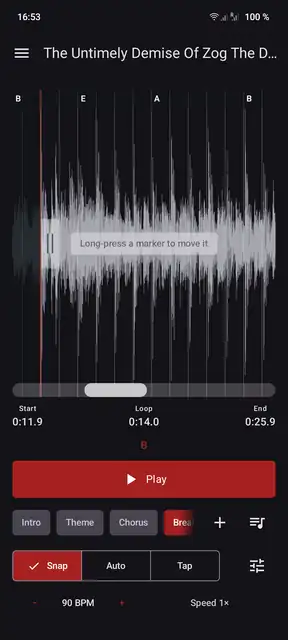 16:53
100 %
The Untimely Demise Of Zog The D...
B E A B
Long-press a marker to move it
Start Loop End
0:11.9 0:14.0 0:25.9
B
Play
Intro Theme Chorus Brea
Snap Auto Tap
- 90 BPM + Speed 1×